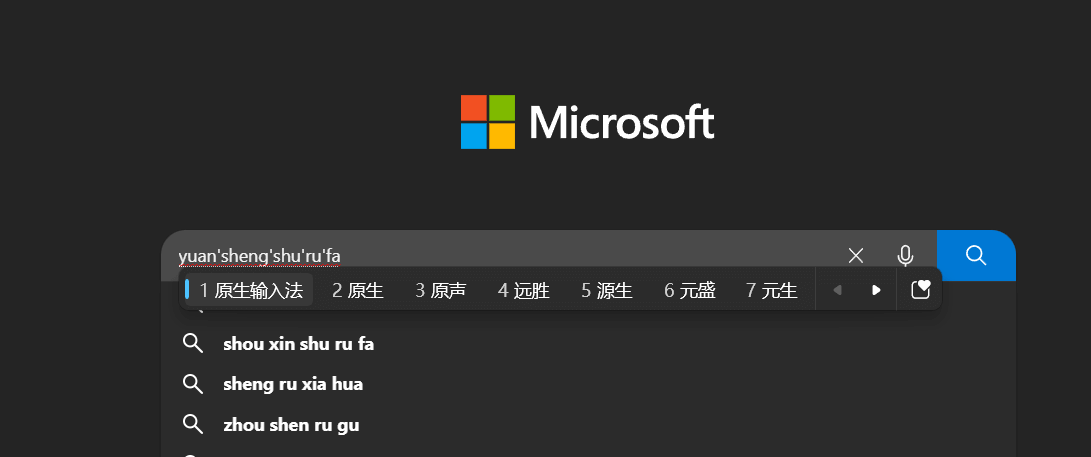 Microsoft
yuan'sheng'shu'ru'fa
1 原生输入法 2 原生 3 原声 4 远胜 5 源生 6 元盛 7 元生
shou xin shu ru fa
sheng ru xia hua
zhou shen ru gu